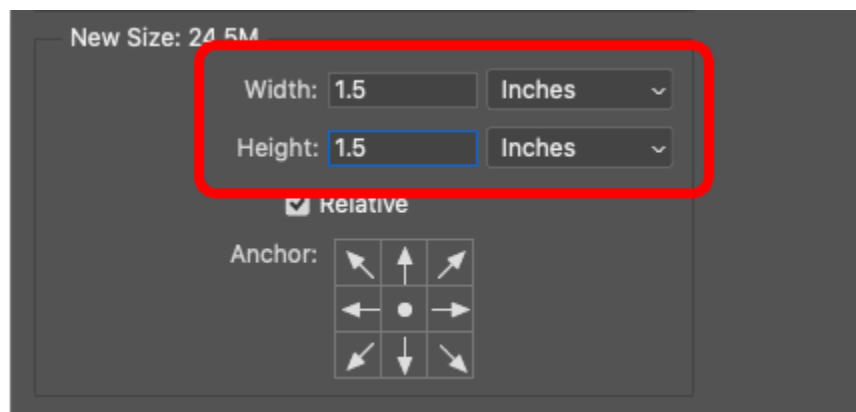 New Size: 24.5M
Width: 1.5 Inches
Height: 1.5 Inches
Relative
Anchor: